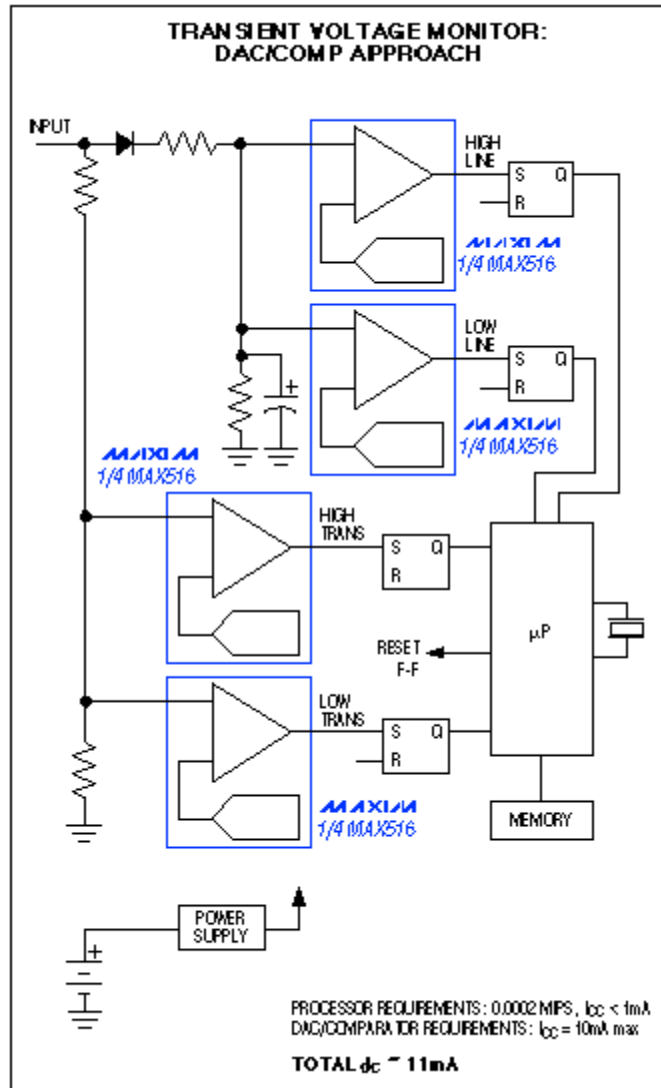 TRANSIENT VOLTAGE MONITOR:
DAC/COMP APPROACH
INPUT
HIGH
LINE
S Q
R
MAXIM
1/4 MAX516
LOW
LINE
S Q
R
MAXIM
1/4 MAX516
MAXIM
1/4 MAX516
HIGH
TRANS
S Q
R
µP
RESET
F-F
LOW
TRANS
S Q
R
MAXIM
1/4 MAX516
MEMORY
POWER
SUPPLY
+
+
PROCESSOR REQUIREMENTS: 0.0002 MIPS, ICC < 1mA
DAC/COMPARATOR REQUIREMENTS: ICC = 10mA max
TOTAL dc ~ 11mA